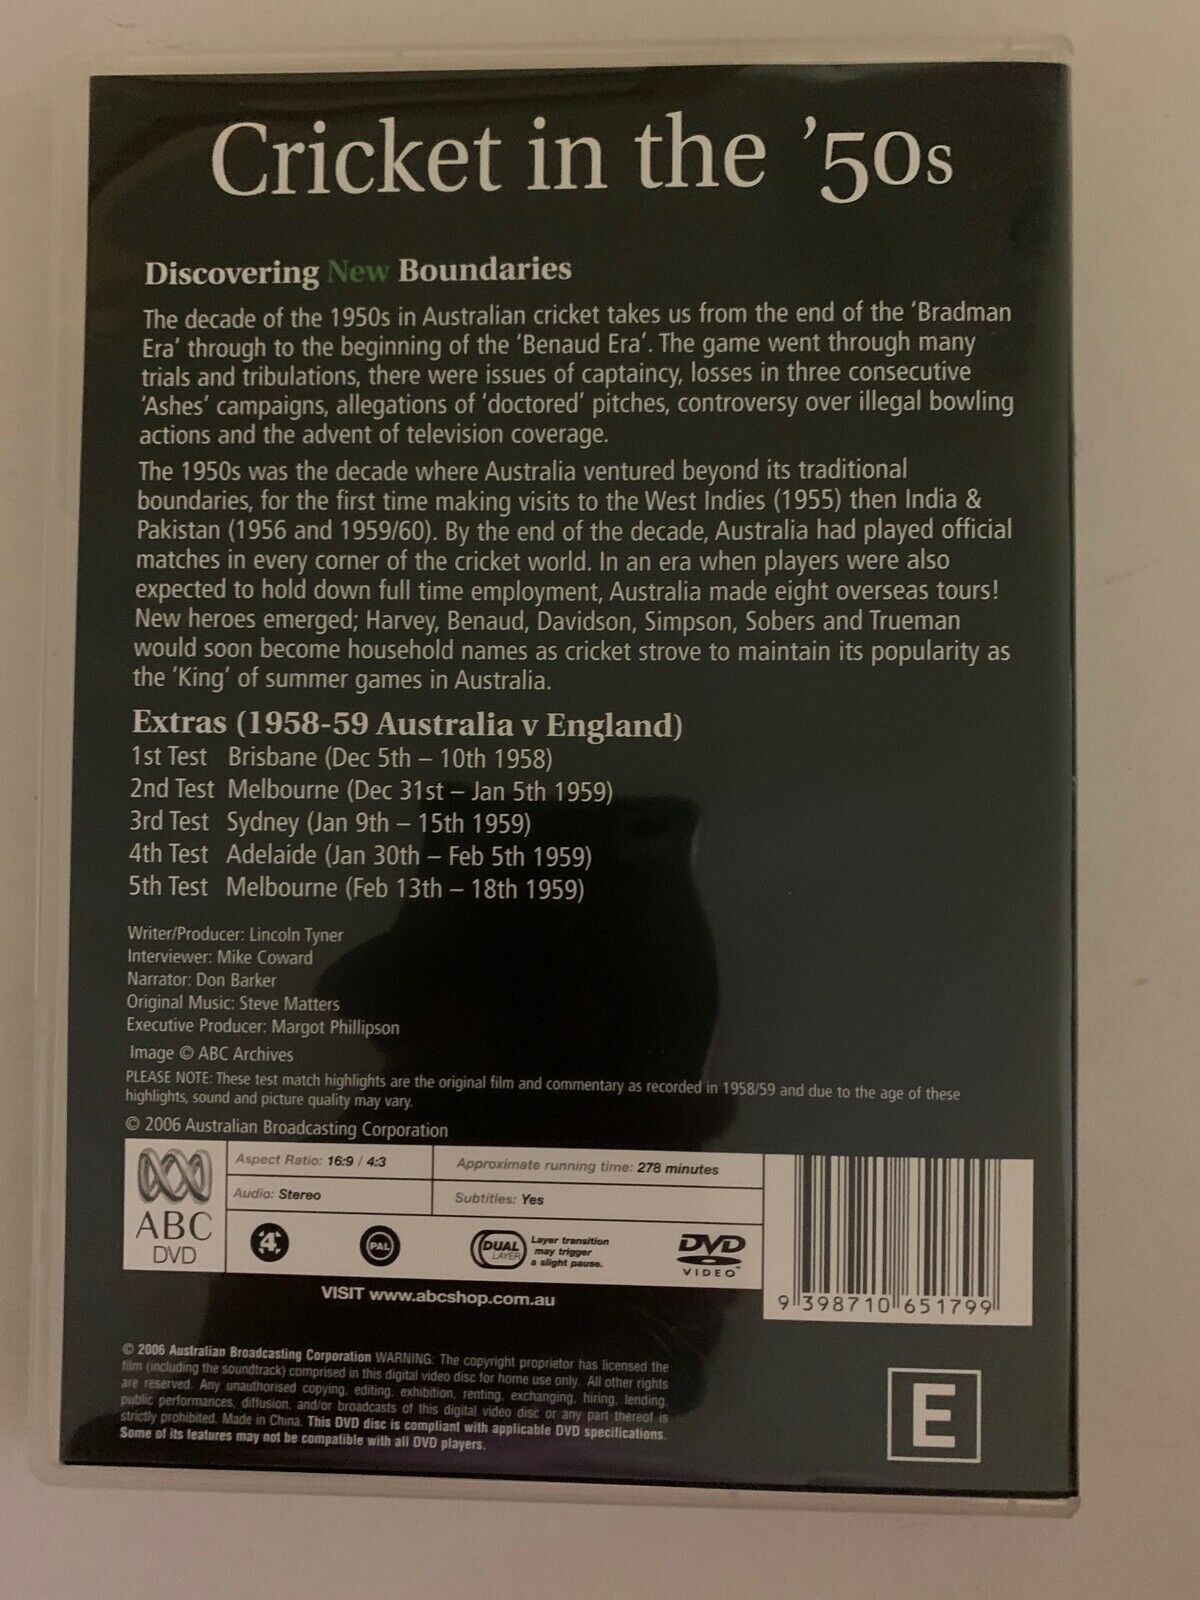 Cricket in the ’50s
Discovering New Boundaries
The decade of the 1950s in Australian cricket takes us from the end of the ‘Bradman
Era’ through to the beginning of the ‘Benaud Era’. The game went through many
trials and tribulations, there were issues of captaincy, losses in three consecutive
‘Ashes’ campaigns, allegations of ‘doctored’ pitches, controversy over illegal bowling
actions and the advent of television coverage.
The 1950s was the decade where Australia ventured beyond its traditional
boundaries, for the first time making visits to the West Indies (1955) then India &
Pakistan (1956 and 1959/60). By the end of the decade, Australia had played official
matches in every corner of the cricket world. In an era when players were also
expected to hold down full time employment, Australia made eight overseas tours!
New heroes emerged; Harvey, Benaud, Davidson, Simpson, Sobers and Trueman
would soon become household names as cricket strove to maintain its popularity as
the ‘King’ of summer games in Australia.
Extras (1958-59 Australia v England)
1st Test Brisbane (Dec 5th – 10th 1958)
2nd Test Melbourne (Dec 31st – Jan 5th 1959)
3rd Test Sydney (Jan 9th – 15th 1959)
4th Test Adelaide (Jan 30th – Feb 5th 1959)
5th Test Melbourne (Feb 13th – 18th 1959)
Writer/Producer: Lincoln Tyner
Interviewer: Mike Coward
Narrator: Don Barker
Original Music: Steve Matters
Executive Producer: Margot Phillipson
Image © ABC Archives
PLEASE NOTE: These test match highlights are the original film and commentary as recorded in 1958/59 and due to the age of these
highlights, sound and picture quality may vary.
© 2006 Australian Broadcasting Corporation
ABC
DVD
Aspect Ratio: 16:9 / 4:3
Approximate running time: 278 minutes
Audio: Stereo
Subtitles: Yes
4
PAL
DUAL
LAYER
Layer transition
may trigger
a slight pause.
DVD
VIDEO™
9 398710 651799
VISIT www.abcshop.com.au
© 2006 Australian Broadcasting Corporation WARNING: The copyright proprietor has licensed the
film (including the soundtrack) comprised in this digital video disc for home use only. All other rights
are reserved. Any unauthorised copying, editing, exhibition, renting, exchanging, hiring, lending,
public performances, diffusion, and/or broadcasts of this digital video disc or any part thereof is
strictly prohibited. Made in China. This DVD disc is compliant with applicable DVD specifications.
Some of its features may not be compatible with all DVD players.
E